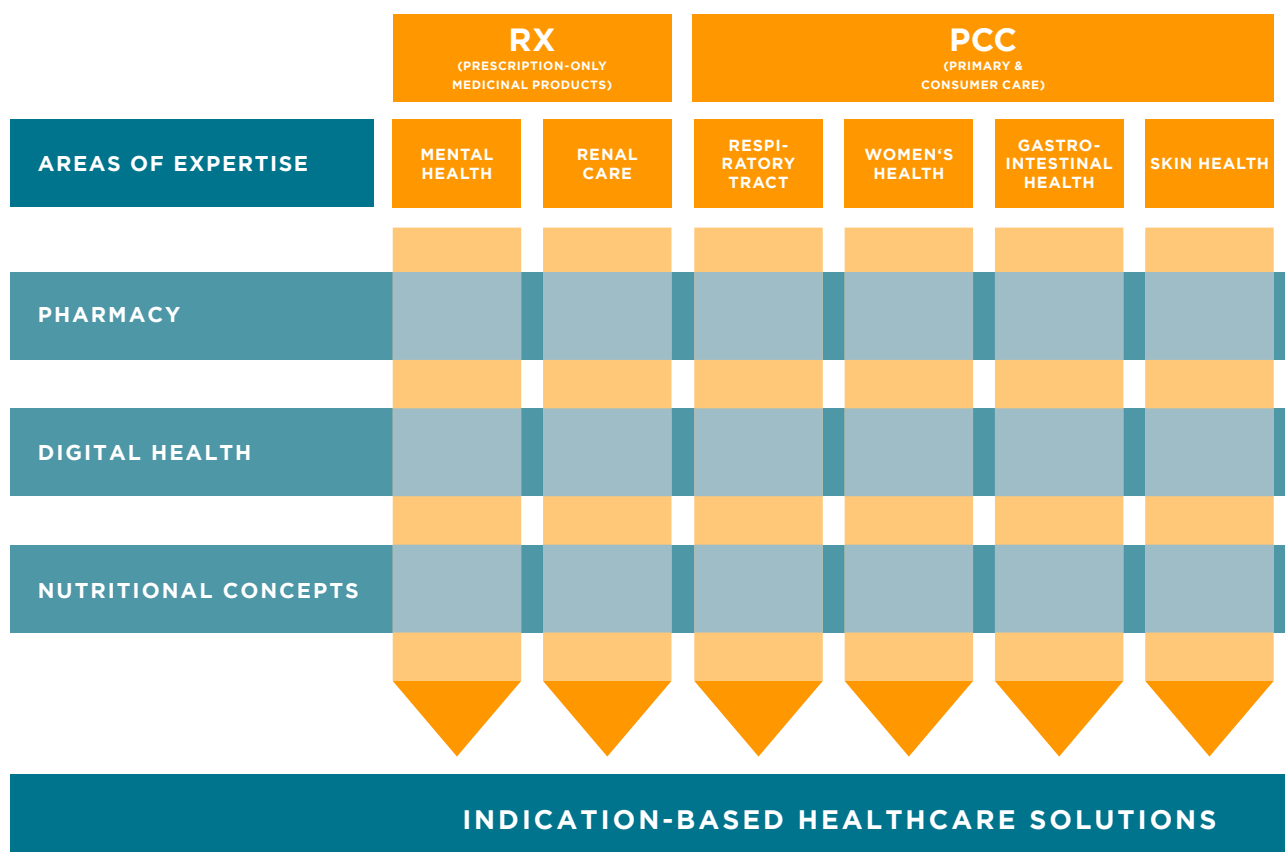 RX
(PRESCRIPTION-ONLY
MEDICINAL PRODUCTS)
PCC
(PRIMARY &
CONSUMER CARE)
AREAS OF EXPERTISE
MENTAL
HEALTH
RENAL
CARE
RESPI-
RATORY
TRACT
WOMEN‘S
HEALTH
GASTRO-
INTESTINAL
HEALTH
SKIN HEALTH
PHARMACY
DIGITAL HEALTH
NUTRITIONAL CONCEPTS
INDICATION-BASED HEALTHCARE SOLUTIONS